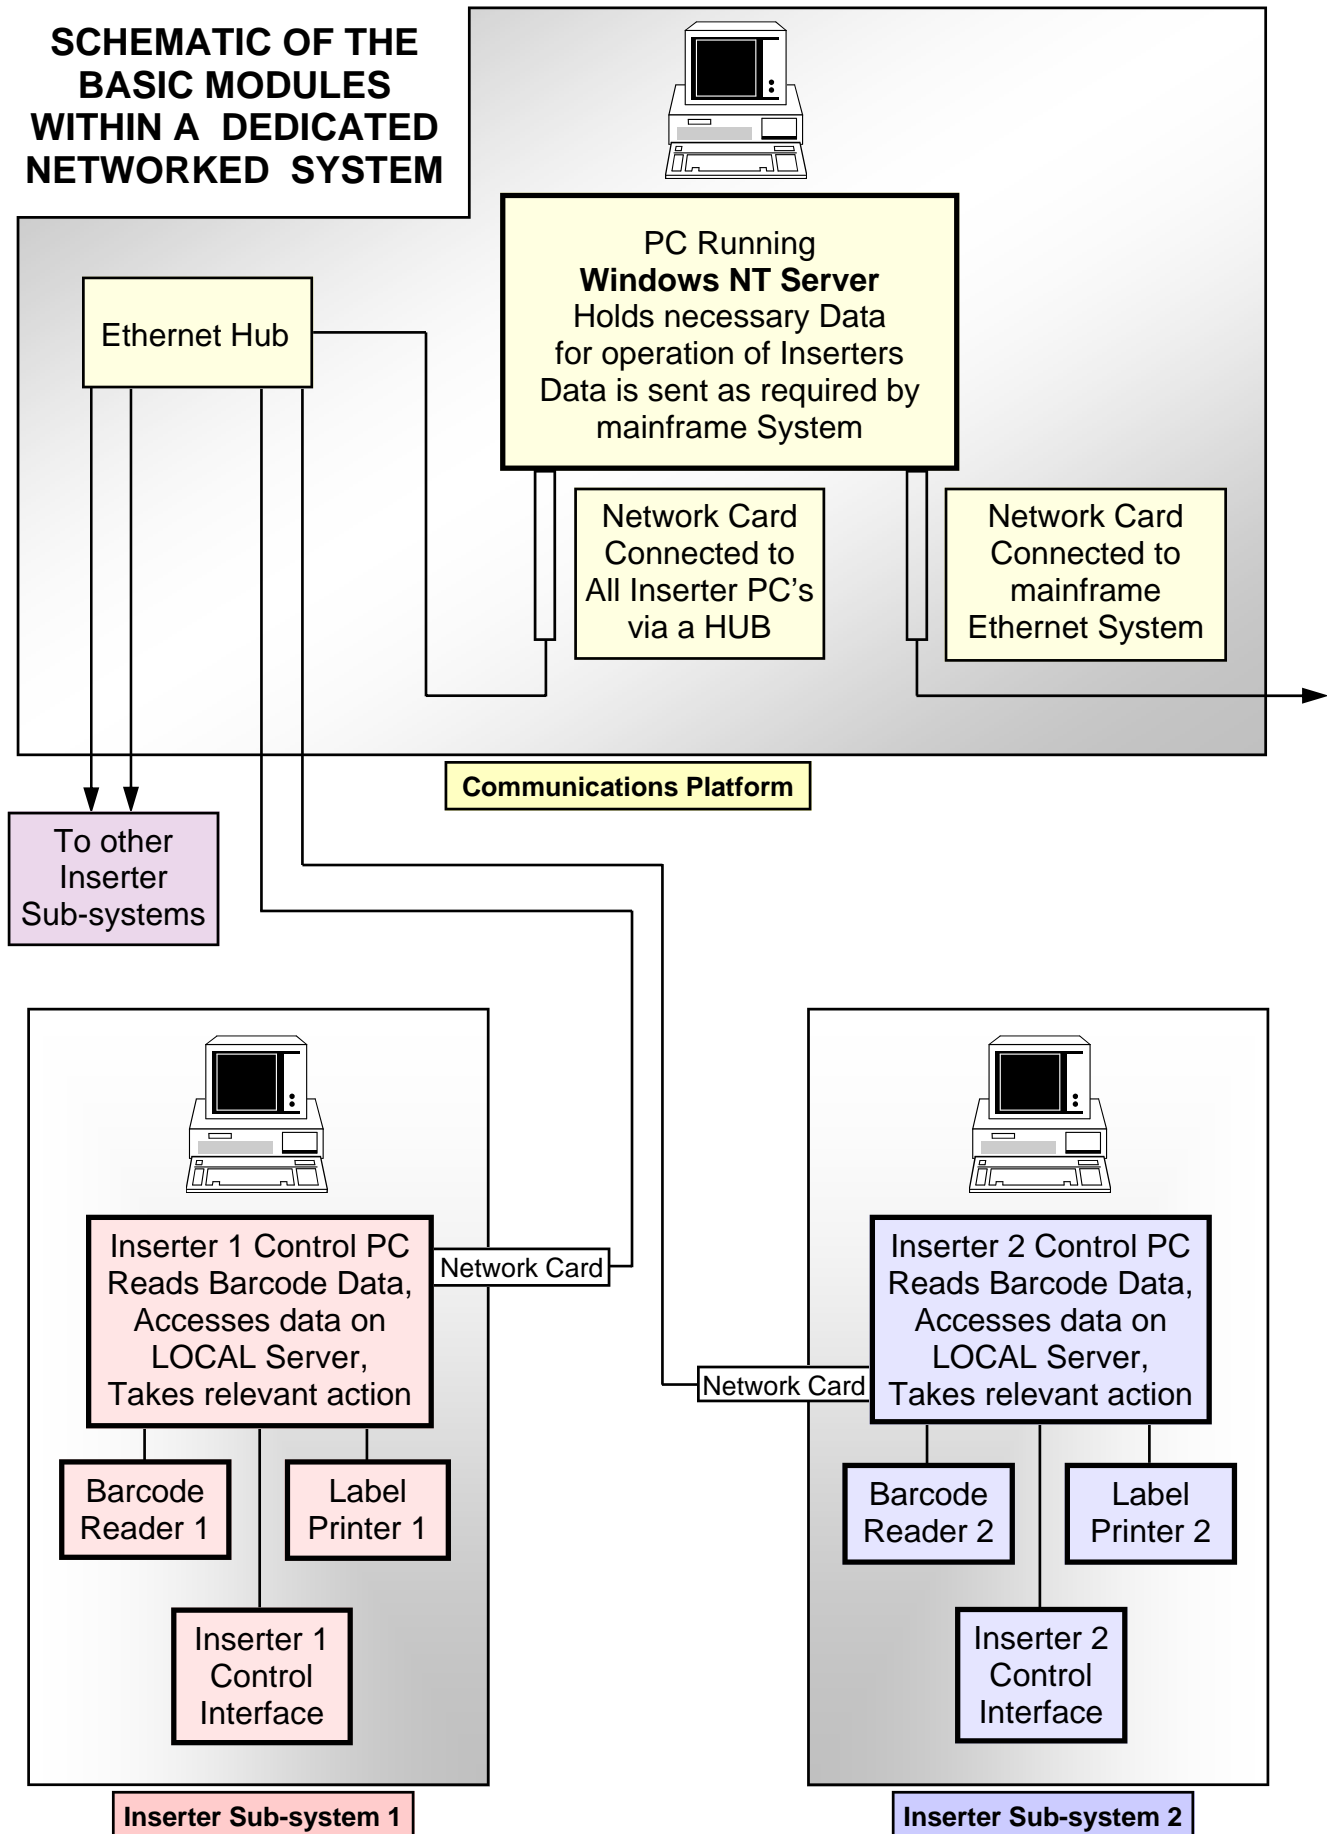 SCHEMATIC OF THE
BASIC MODULES
WITHIN A DEDICATED
NETWORKED SYSTEM
PC Running
Windows NT Server
Holds necessary Data
for operation of Inserters
Data is sent as required by
mainframe System
Ethernet Hub
Network Card
Connected to
All Inserter PC's
via a HUB
Network Card
Connected to
mainframe
Ethernet System
Communications Platform
To other
Inserter
Sub-systems
Inserter 1 Control PC
Reads Barcode Data,
Accesses data on
LOCAL Server,
Takes relevant action
Network Card
Barcode
Reader 1
Label
Printer 1
Inserter 1
Control
Interface
Inserter Sub-system 1
Inserter 2 Control PC
Reads Barcode Data,
Accesses data on
LOCAL Server,
Takes relevant action
Network Card
Barcode
Reader 2
Label
Printer 2
Inserter 2
Control
Interface
Inserter Sub-system 2